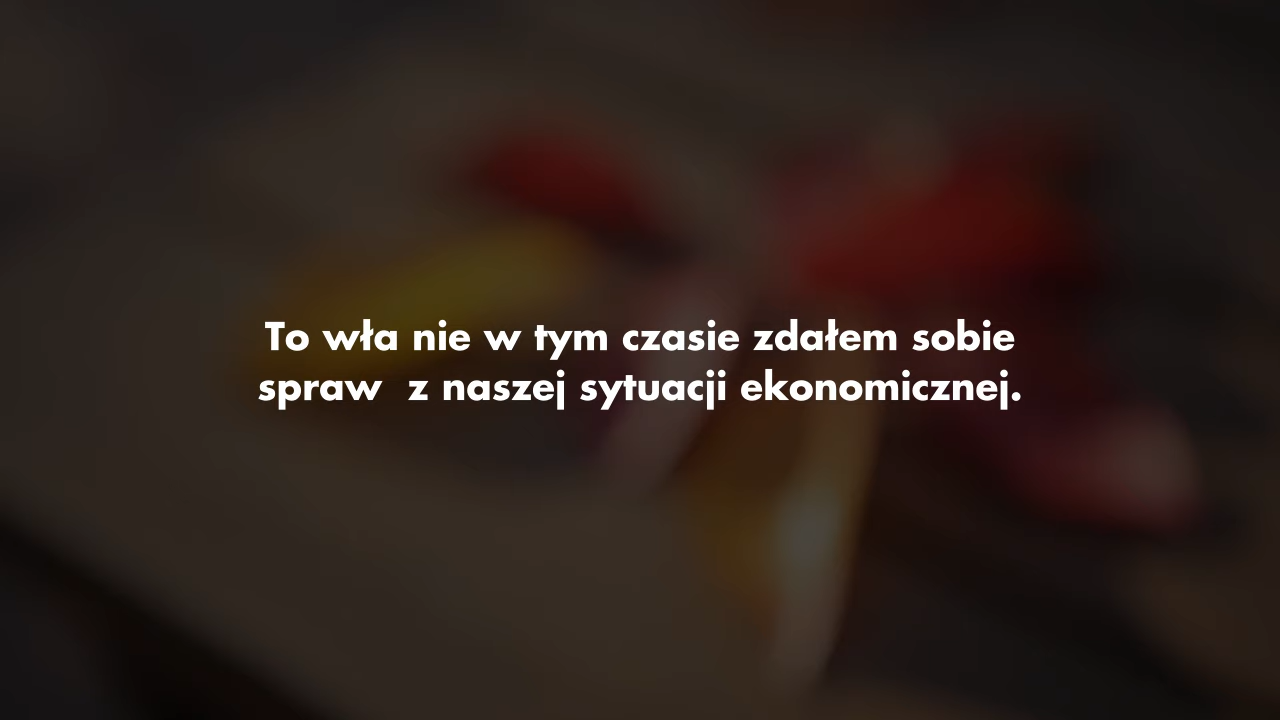 To wła nie w tym czasie zdałem sobie
spraw  z naszej sytuacji ekonomicznej.